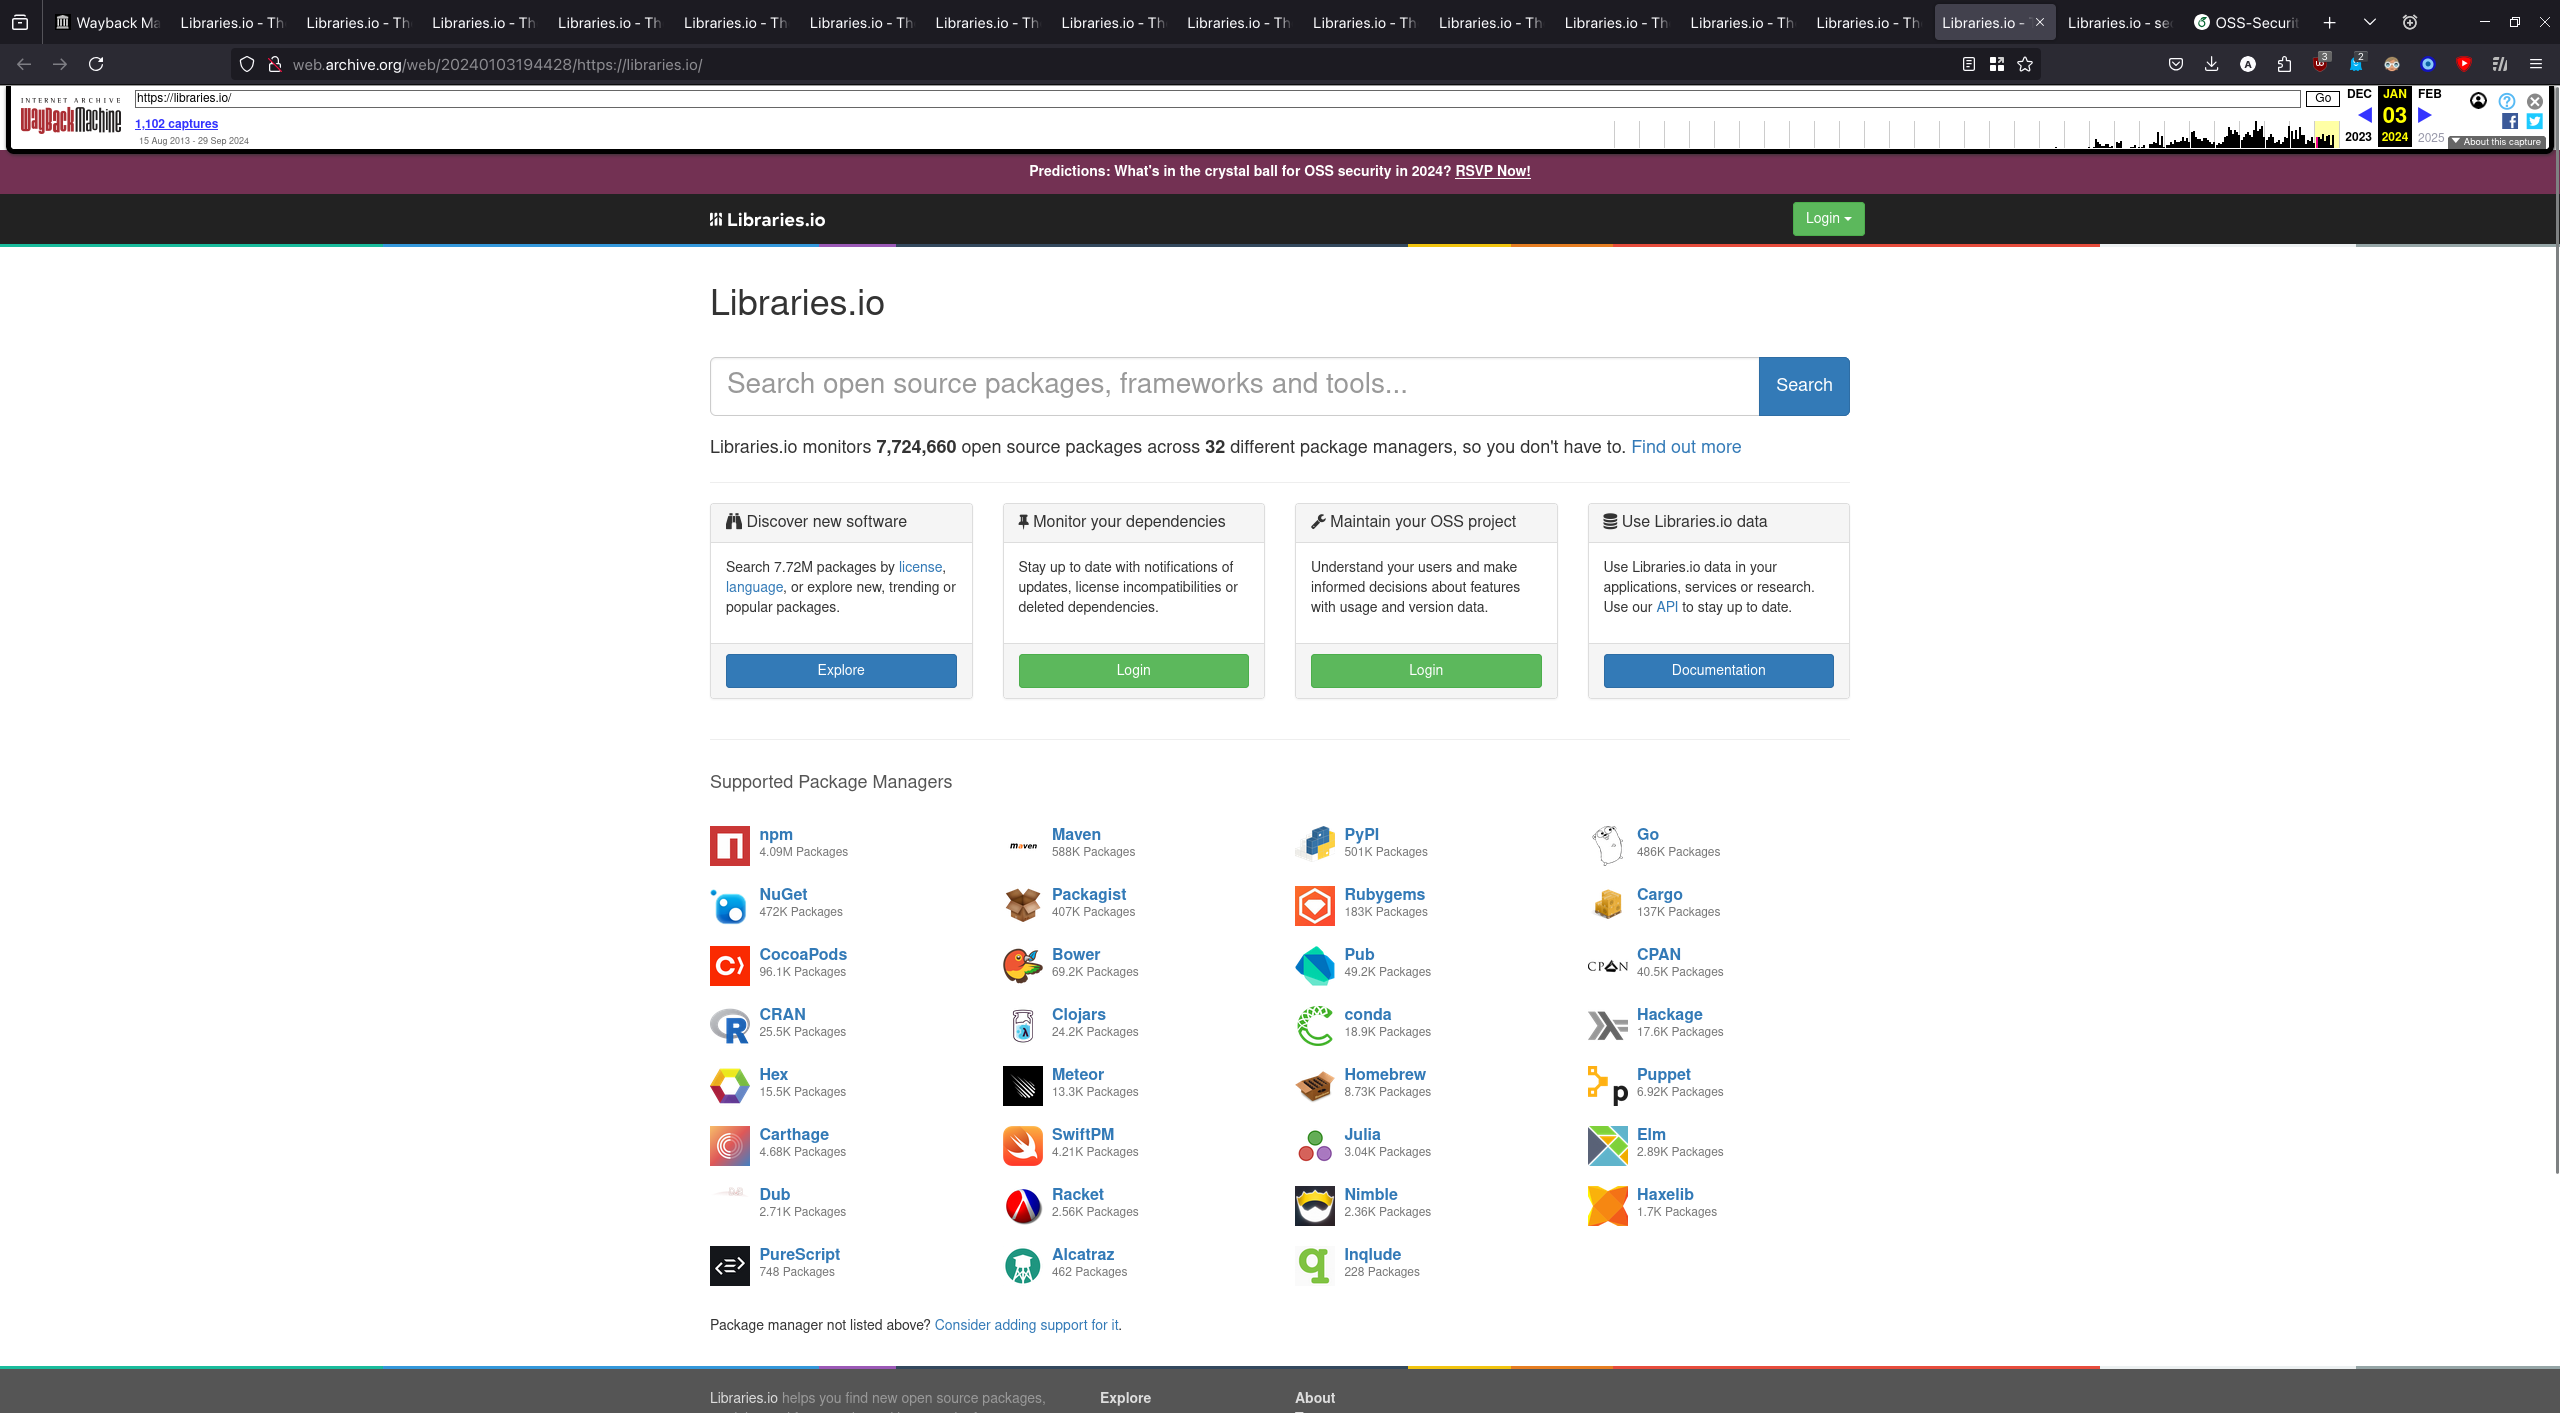 Wayback Ma
Libraries.io - Th
Libraries.io - Th
Libraries.io - Th
Libraries.io - Th
Libraries.io - Th
Libraries.io - Th
Libraries.io - Th
Libraries.io - Th
Libraries.io - Th
Libraries.io - Th
Libraries.io - Th
Libraries.io - Th
Libraries.io - Th
Libraries.io - Th
Libraries.io - T
Libraries.io - sec
OSS-Securit
web.archive.org/web/20240103194428/https://libraries.io/
3
2
INTERNET ARCHIVE
WayBackMachine
https://libraries.io/
Go
DEC
JAN
FEB
03
2023
2024
2025
1,102 captures
15 Aug 2013 - 29 Sep 2024
About this capture
Predictions: What's in the crystal ball for OSS security in 2024? RSVP Now!
Libraries.io
Login
Libraries.io
Search open source packages, frameworks and tools...
Search
Libraries.io monitors 7,724,660 open source packages across 32 different package managers, so you don't have to. Find out more
Discover new software
Search 7.72M packages by license,
language, or explore new, trending or
popular packages.
Explore
Monitor your dependencies
Stay up to date with notifications of
updates, license incompatibilities or
deleted dependencies.
Login
Maintain your OSS project
Understand your users and make
informed decisions about features
with usage and version data.
Login
Use Libraries.io data
Use Libraries.io data in your
applications, services or research.
Use our API to stay up to date.
Documentation
Supported Package Managers
npm
4.09M Packages
maven
Maven
588K Packages
PyPI
501K Packages
Go
486K Packages
NuGet
472K Packages
Packagist
407K Packages
Rubygems
183K Packages
Cargo
137K Packages
CocoaPods
96.1K Packages
Bower
69.2K Packages
Pub
49.2K Packages
CPAN
CPAN
40.5K Packages
CRAN
25.5K Packages
Clojars
24.2K Packages
conda
18.9K Packages
Hackage
17.6K Packages
Hex
15.5K Packages
Meteor
13.3K Packages
Homebrew
8.73K Packages
Puppet
6.92K Packages
Carthage
4.68K Packages
SwiftPM
4.21K Packages
Julia
3.04K Packages
Elm
2.89K Packages
Dub
2.71K Packages
Racket
2.56K Packages
Nimble
2.36K Packages
Haxelib
1.7K Packages
PureScript
748 Packages
Alcatraz
462 Packages
Inqlude
228 Packages
Package manager not listed above? Consider adding support for it.
Libraries.io helps you find new open source packages,
Explore
About